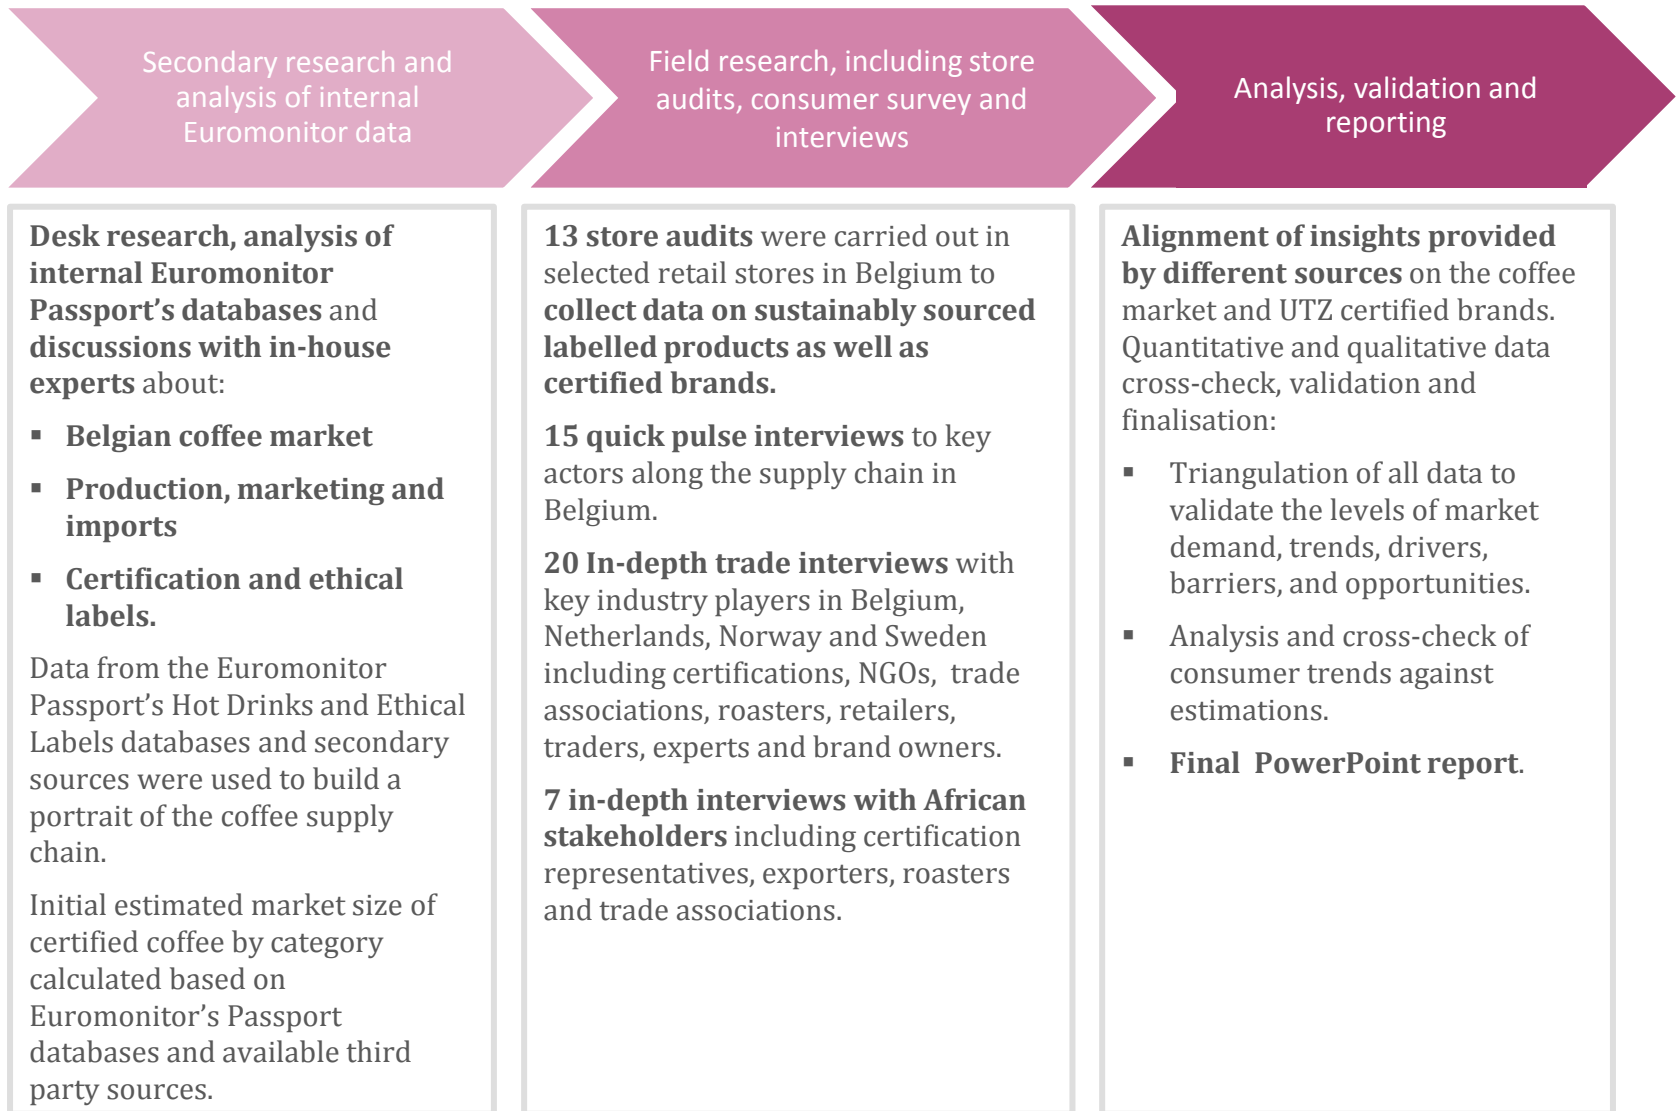 Secondary research and
analysis of internal
Euromonitor data
Field research, including store
audits, consumer survey and
interviews
Analysis, validation and
reporting
Desk research, analysis of
internal Euromonitor
Passport’s databases and
discussions with in-house
experts about:
▪ Belgian coffee market
▪ Production, marketing and
imports
▪ Certification and ethical
labels.
Data from the Euromonitor
Passport’s Hot Drinks and Ethical
Labels databases and secondary
sources were used to build a
portrait of the coffee supply
chain.
Initial estimated market size of
certified coffee by category
calculated based on
Euromonitor’s Passport
databases and available third
party sources.
13 store audits were carried out in
selected retail stores in Belgium to
collect data on sustainably sourced
labelled products as well as
certified brands.
15 quick pulse interviews to key
actors along the supply chain in
Belgium.
20 In-depth trade interviews with
key industry players in Belgium,
Netherlands, Norway and Sweden
including certifications, NGOs, trade
associations, roasters, retailers,
traders, experts and brand owners.
7 in-depth interviews with African
stakeholders including certification
representatives, exporters, roasters
and trade associations.
Alignment of insights provided
by different sources on the coffee
market and UTZ certified brands.
Quantitative and qualitative data
cross-check, validation and
finalisation:
▪ Triangulation of all data to
validate the levels of market
demand, trends, drivers,
barriers, and opportunities.
▪ Analysis and cross-check of
consumer trends against
estimations.
▪ Final PowerPoint report.